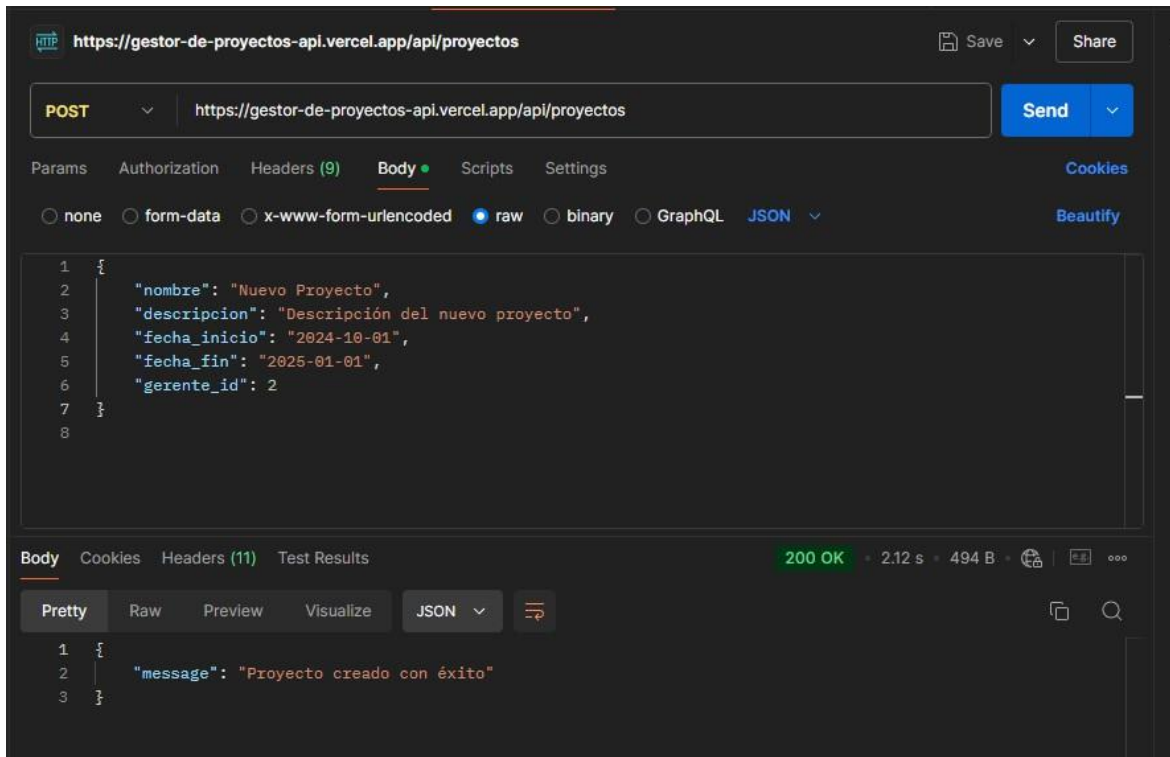 HTTP https://gestor-de-proyectos-api.vercel.app/api/proyectos Save Share
POST https://gestor-de-proyectos-api.vercel.app/api/proyectos Send
Params Authorization Headers (9) Body Scripts Settings Cookies
none form-data x-www-form-urlencoded raw binary GraphQL JSON Beautify
1 {
2 "nombre": "Nuevo Proyecto",
3 "descripcion": "Descripción del nuevo proyecto",
4 "fecha_inicio": "2024-10-01",
5 "fecha_fin": "2025-01-01",
6 "gerente_id": 2
7 }
8
Body Cookies Headers (11) Test Results 200 OK 2.12 s 494 B e.g.
Pretty Raw Preview Visualize JSON
1 {
2 "message": "Proyecto creado con éxito"
3 }